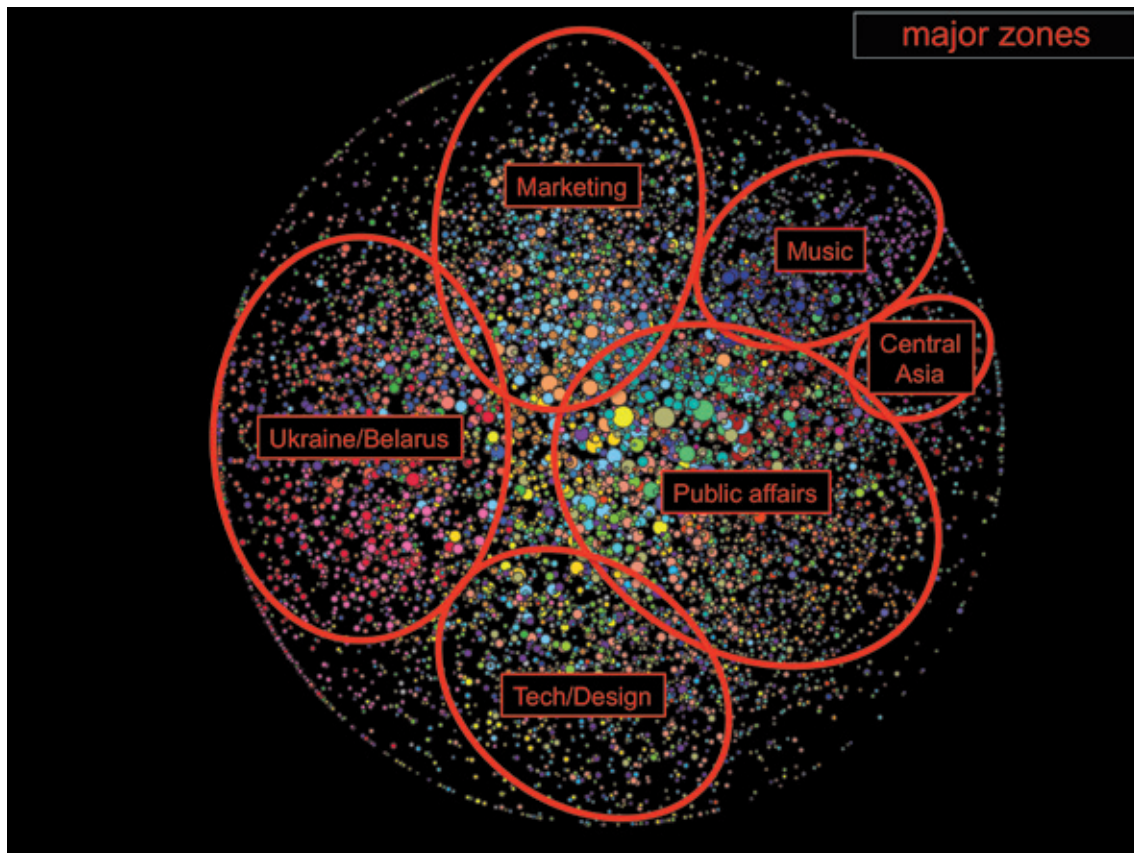 major zones
Marketing
Music
Central
Asia
Ukraine/Belarus
Public affairs
Tech/Design